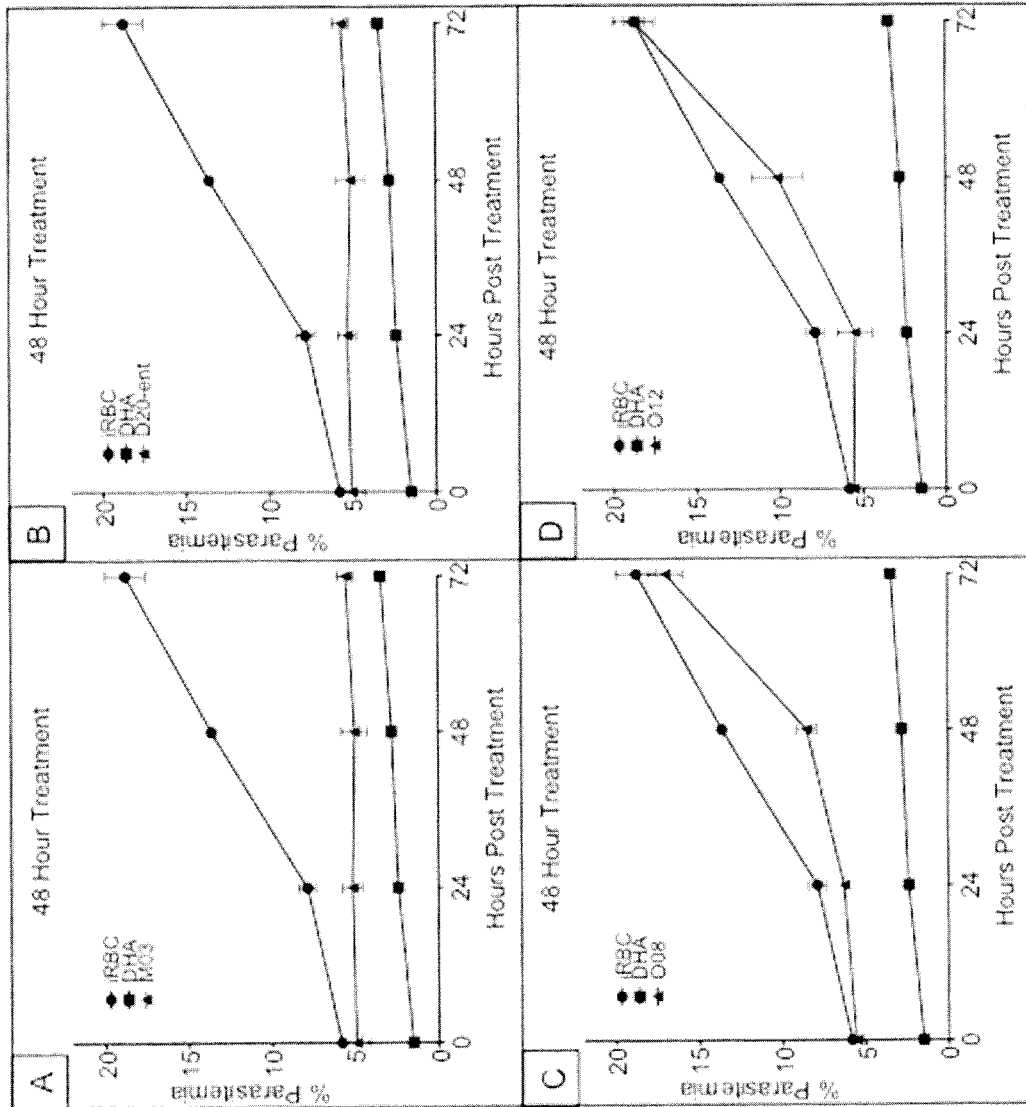 A
48 Hour Treatment
iRBC
DHA
M03
% Parasitemia
20
15
10
5
0
0
24
48
72
Hours Post Treatment
B
48 Hour Treatment
iRBC
DHA
D20-ent
% Parasitemia
20
15
10
5
0
0
24
48
72
Hours Post Treatment
C
48 Hour Treatment
iRBC
DHA
O08
% Parasitemia
20
15
10
5
0
0
24
48
72
Hours Post Treatment
D
48 Hour Treatment
iRBC
DHA
O12
% Parasitemia
20
15
10
5
0
0
24
48
72
Hours Post Treatment